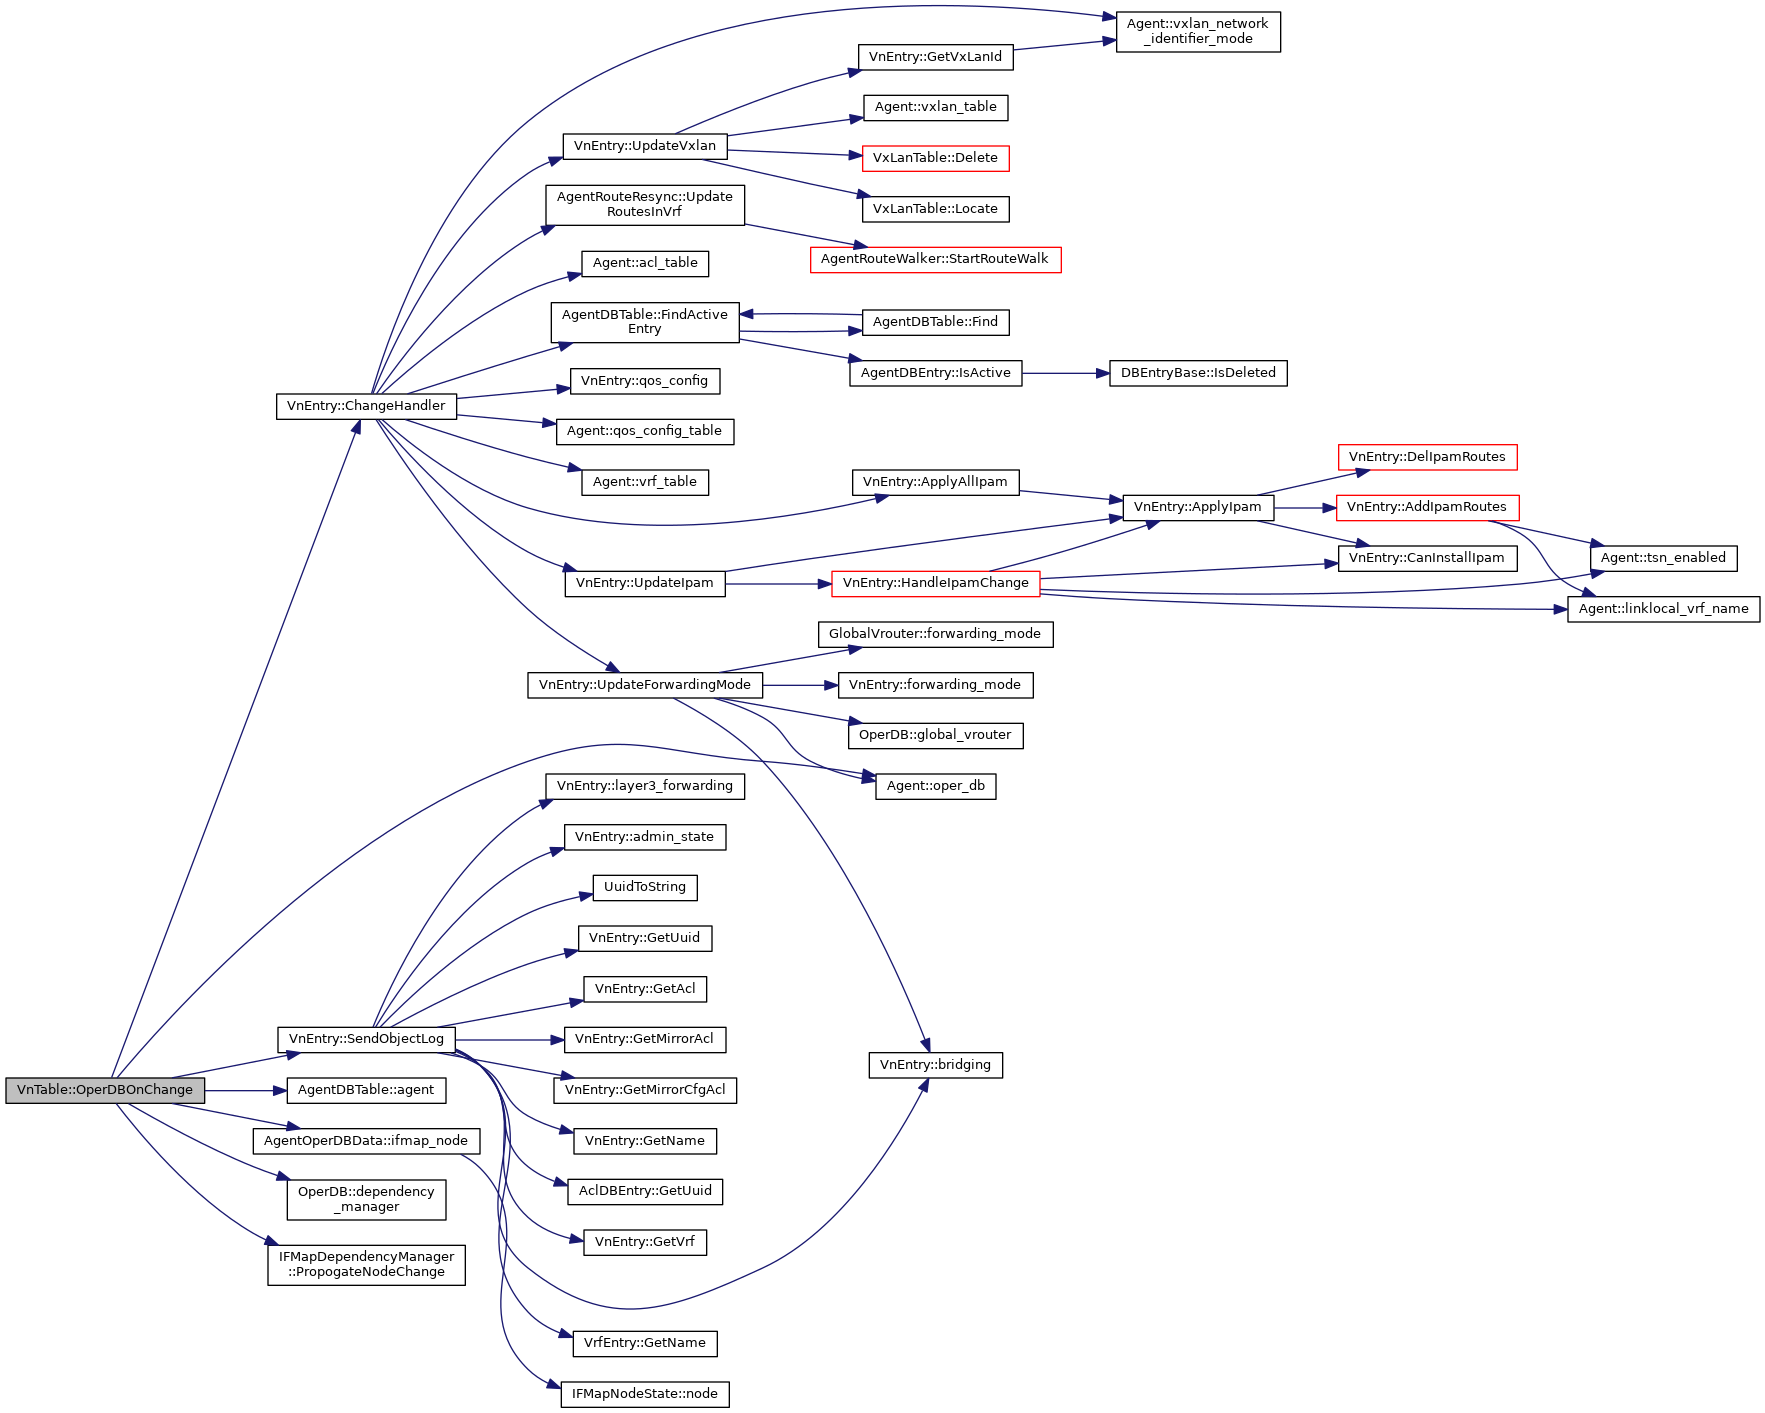 Agent::vxlan_network
_identifier_mode
VnEntry::GetVxLanId
Agent::vxlan_table
VnEntry::UpdateVxlan
VxLanTable::Delete
AgentRouteResync::Update
RoutesInVrf
VxLanTable::Locate
AgentRouteWalker::StartRouteWalk
Agent::acl_table
AgentDBTable::FindActive
Entry
AgentDBTable::Find
AgentDBEntry::IsActive
DBEntryBase::IsDeleted
VnEntry::qos_config
VnEntry::ChangeHandler
Agent::qos_config_table
VnEntry::DelIpamRoutes
Agent::vrf_table
VnEntry::ApplyAllIpam
VnEntry::ApplyIpam
VnEntry::AddIpamRoutes
VnEntry::CanInstallIpam
Agent::tsn_enabled
VnEntry::UpdateIpam
VnEntry::HandleIpamChange
Agent::linklocal_vrf_name
GlobalVrouter::forwarding_mode
VnEntry::UpdateForwardingMode
VnEntry::forwarding_mode
OperDB::global_vrouter
VnEntry::layer3_forwarding
Agent::oper_db
VnEntry::admin_state
UuidToString
VnEntry::GetUuid
VnEntry::GetAcl
VnEntry::SendObjectLog
VnEntry::GetMirrorAcl
VnEntry::bridging
VnTable::OperDBOnChange
AgentDBTable::agent
VnEntry::GetMirrorCfgAcl
AgentOperDBData::ifmap_node
VnEntry::GetName
OperDB::dependency
_manager
AclDBEntry::GetUuid
VnEntry::GetVrf
IFMapDependencyManager
::PropogateNodeChange
VrfEntry::GetName
IFMapNodeState::node